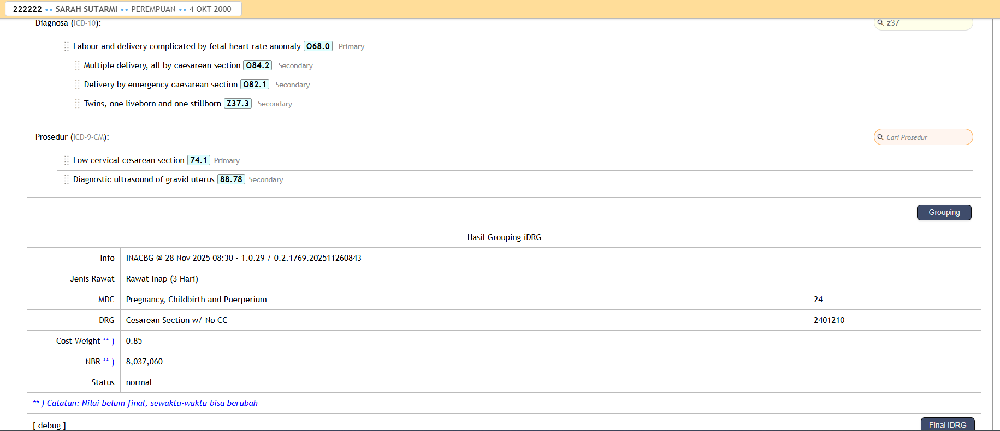 222222 •• SARAH SUTARMI •• PEREMPUAN •• 4 OKT 2000
Diagnosa (ICD-10):
z37
Labour and delivery complicated by fetal heart rate anomaly O68.0 Primary
Multiple delivery, all by caesarean section O84.2 Secondary
Delivery by emergency caesarean section O82.1 Secondary
Twins, one liveborn and one stillborn Z37.3 Secondary
Prosedur (ICD-9-CM):
Cari Prosedur
Low cervical cesarean section 74.1 Primary
Diagnostic ultrasound of gravid uterus 88.78 Secondary
Grouping
Hasil Grouping iDRG
Info INACBG @ 28 Nov 2025 08:30 - 1.0.29 / 0.2.1769.202511260843
Jenis Rawat Rawat Inap (3 Hari)
MDC Pregnancy, Childbirth and Puerperium 24
DRG Cesarean Section w/ No CC 2401210
Cost Weight ** ) 0.85
NBR ** ) 8,037,060
Status normal
** ) Catatan: Nilai belum final, sewaktu-waktu bisa berubah
[ debug ]
Final iDRG